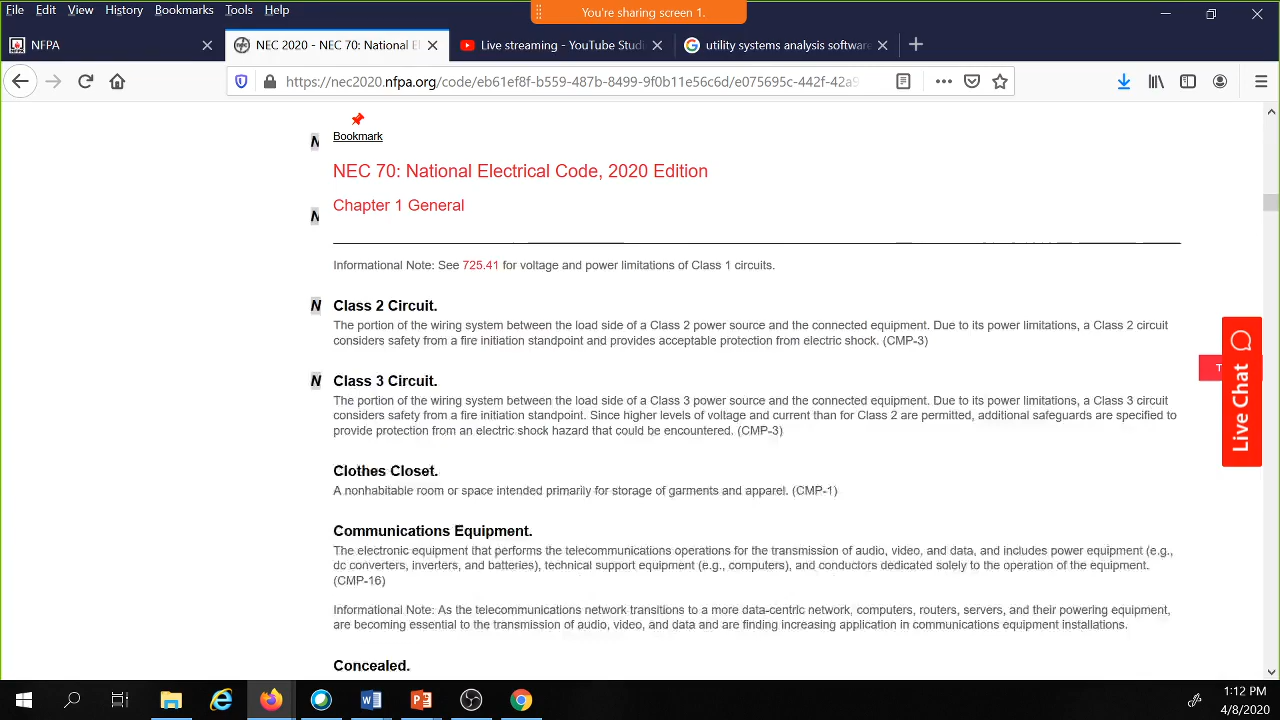 File Edit View History Bookmarks Tools Help
You're sharing screen 1.
NFPA
NEC 2020 - NEC 70: National El
Live streaming - YouTube Studi
utility systems analysis software
https://nec2020.nfpa.org/code/eb61ef8f-b559-487b-8499-9f0b11e56c6d/e075695c-442f-42a9
Bookmark
N
NEC 70: National Electrical Code, 2020 Edition
Chapter 1 General
N
Informational Note: See 725.41 for voltage and power limitations of Class 1 circuits.
N Class 2 Circuit.
The portion of the wiring system between the load side of a Class 2 power source and the connected equipment. Due to its power limitations, a Class 2 circuit
considers safety from a fire initiation standpoint and provides acceptable protection from electric shock. (CMP-3)
N Class 3 Circuit.
The portion of the wiring system between the load side of a Class 3 power source and the connected equipment. Due to its power limitations, a Class 3 circuit
considers safety from a fire initiation standpoint. Since higher levels of voltage and current than for Class 2 are permitted, additional safeguards are specified to
provide protection from an electric shock hazard that could be encountered. (CMP-3)
Clothes Closet.
A nonhabitable room or space intended primarily for storage of garments and apparel. (CMP-1)
Communications Equipment.
The electronic equipment that performs the telecommunications operations for the transmission of audio, video, and data, and includes power equipment (e.g.,
dc converters, inverters, and batteries), technical support equipment (e.g., computers), and conductors dedicated solely to the operation of the equipment.
(CMP-16)
Informational Note: As the telecommunications network transitions to a more data-centric network, computers, routers, servers, and their powering equipment,
are becoming essential to the transmission of audio, video, and data and are finding increasing application in communications equipment installations.
Concealed.
Live Chat
1:12 PM
4/8/2020